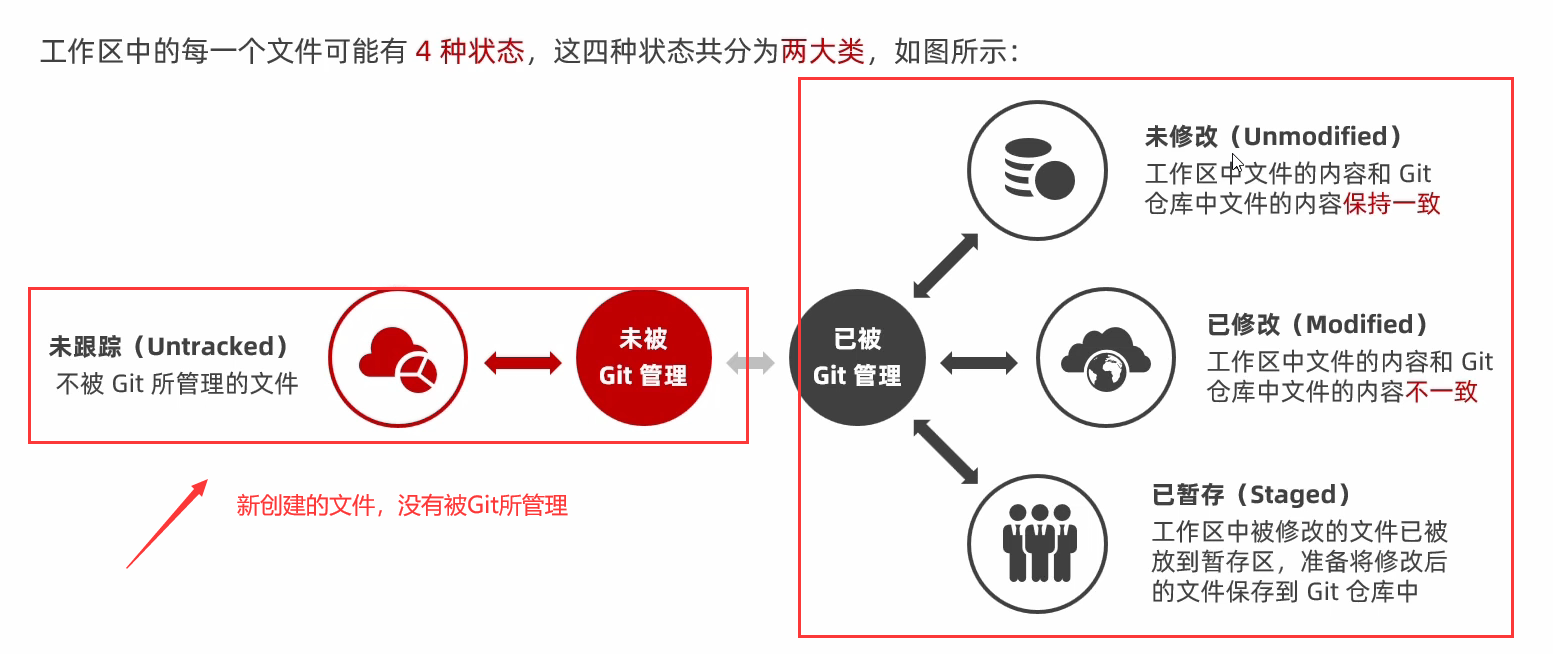 工作区中的每一个文件可能有 4 种状态，这四种状态共分为两大类，如图所示：
未修改（Unmodified）
工作区中文件的内容和 Git
仓库中文件的内容保持一致
未跟踪（Untracked）
不被 Git 所管理的文件
未被
Git 管理
已被
Git 管理
已修改（Modified）
工作区中文件的内容和 Git
仓库中文件的内容不一致
新创建的文件，没有被Git所管理
已暂存（Staged）
工作区中被修改的文件已被
放到暂存区，准备将修改后
的文件保存到 Git 仓库中